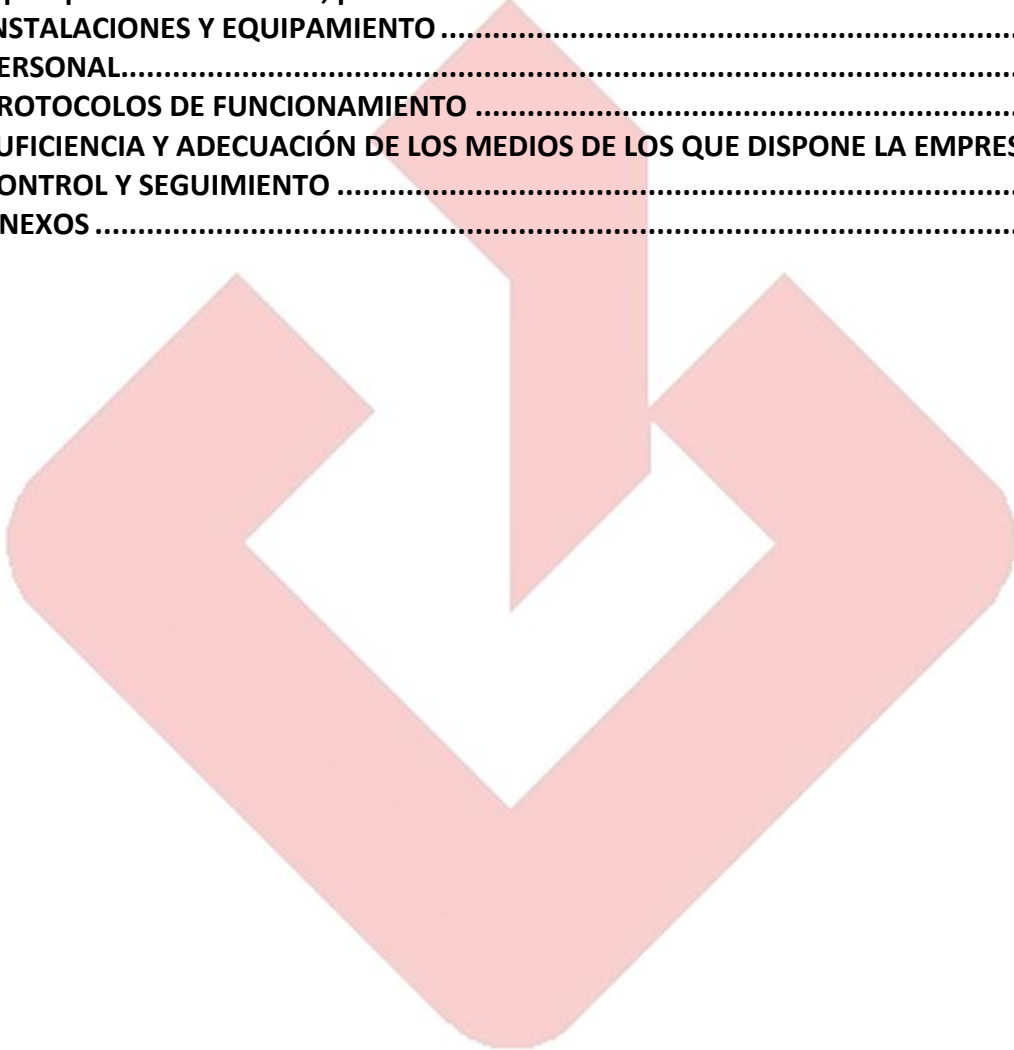 NSTALACIONES Y EQUIPAMIENTO ........................................................................
ERSONAL.............................................................................................................
ROTOCOLOS DE FUNCIONAMIENTO ...................................................................
UFICIENCIA Y ADECUACIÓN DE LOS MEDIOS DE LOS QUE DISPONE LA EMPRES
ONTROL Y SEGUIMIENTO ...................................................................................
NEXOS ................................................................................................................